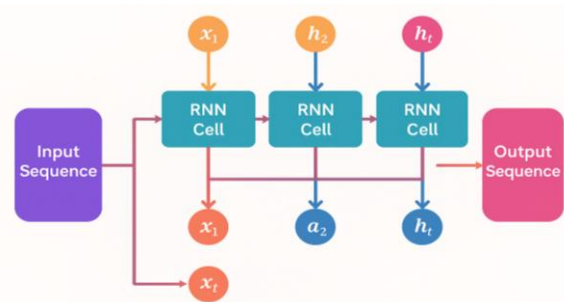 x₁
h₂
hₜ
RNN
Cell
RNN
Cell
RNN
Cell
Input
Sequence
Output
Sequence
x₁
a₂
hₜ
xₜ